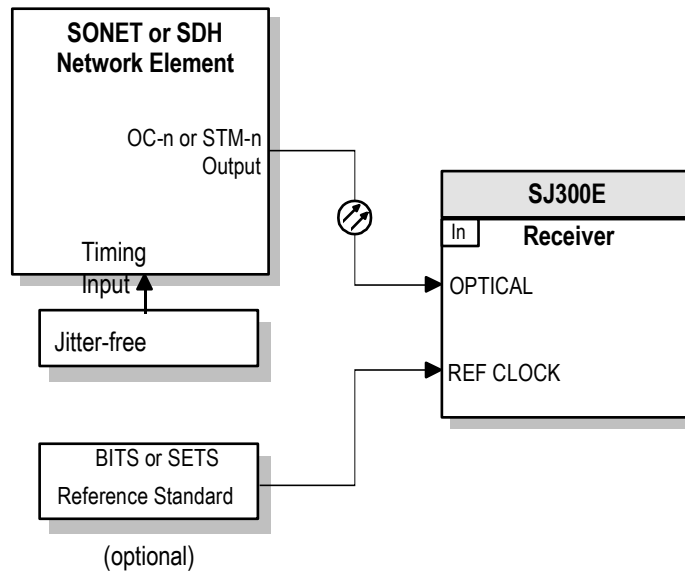 SONET or SDH
Network Element
OC-n or STM-n
Output
Timing
Input
Jitter-free
BITS or SETS
Reference Standard
(optional)
SJ300E
In
Receiver
OPTICAL
REF CLOCK